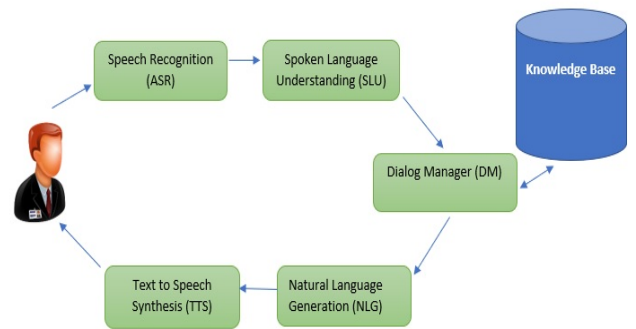 Speech Recognition
(ASR)
Spoken Language
Understanding (SLU)
Knowledge Base
Dialog Manager (DM)
Text to Speech
Synthesis (TTS)
Natural Language
Generation (NLG)